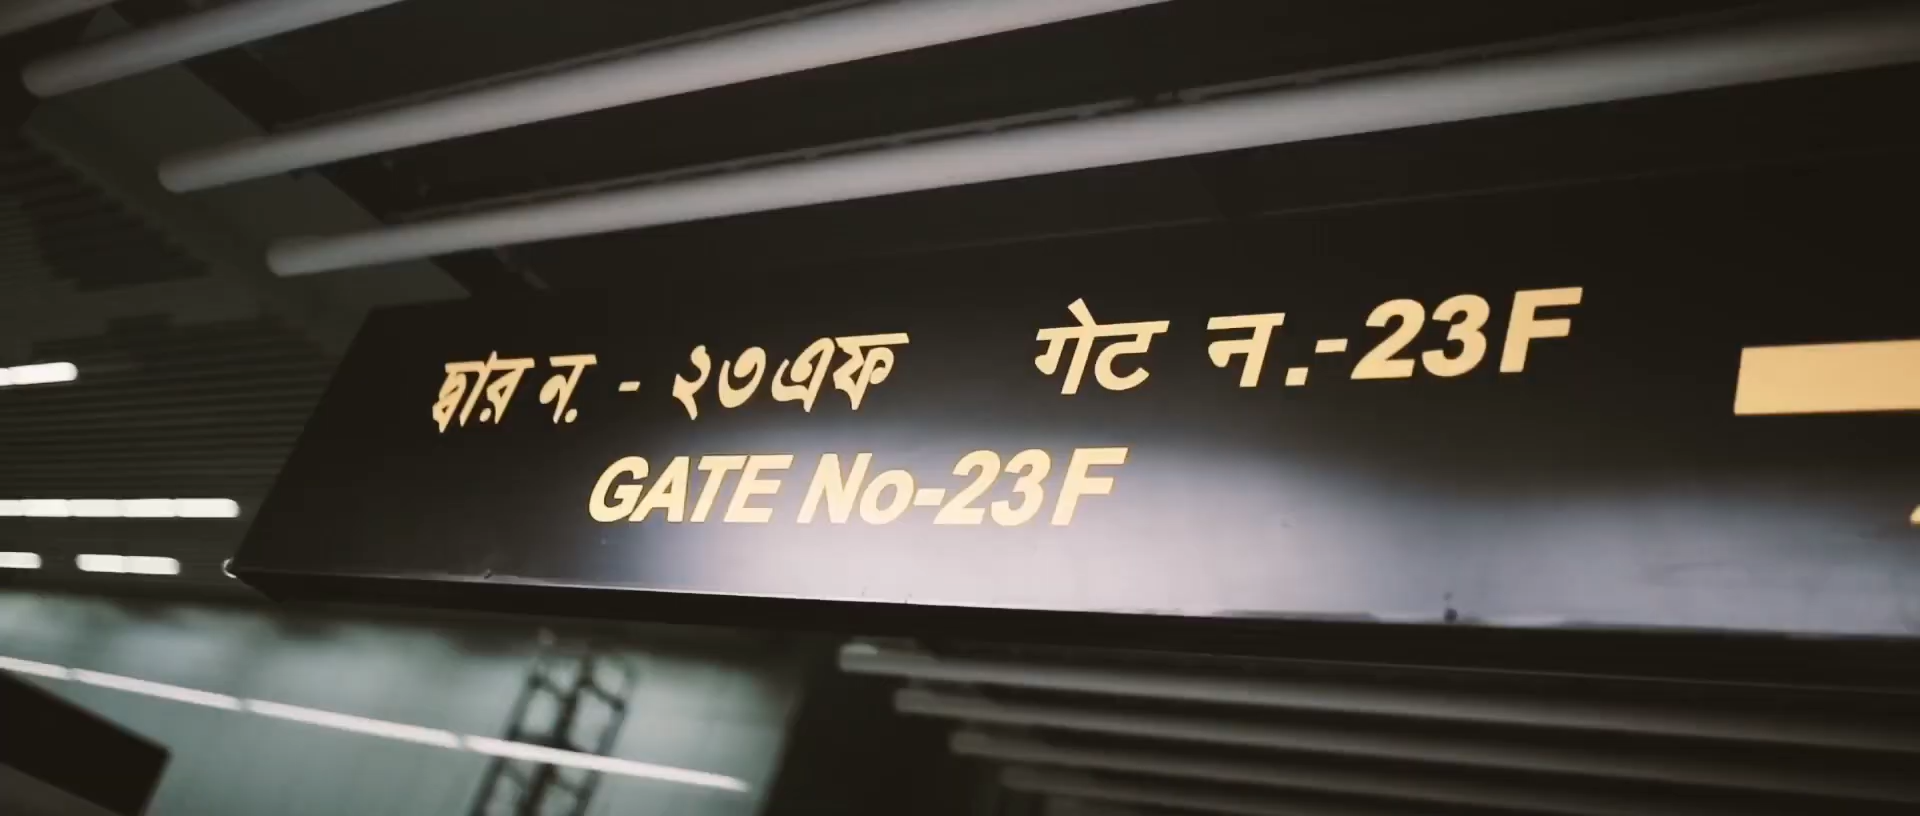 দ্বার ন. - ২৩এফ गेट न.-23F
GATE No-23F